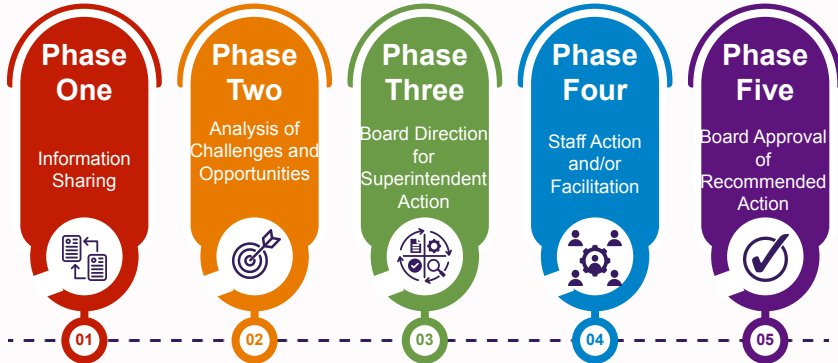 Phase
One
Information
Sharing
01
Phase
Two
Analysis of
Challenges and
Opportunities
02
Phase
Three
Board Direction
for
Superintendent
Action
03
Phase
Four
Staff Action
and/or
Facilitation
04
Phase
Five
Board Approval
of
Recommended
Action
05